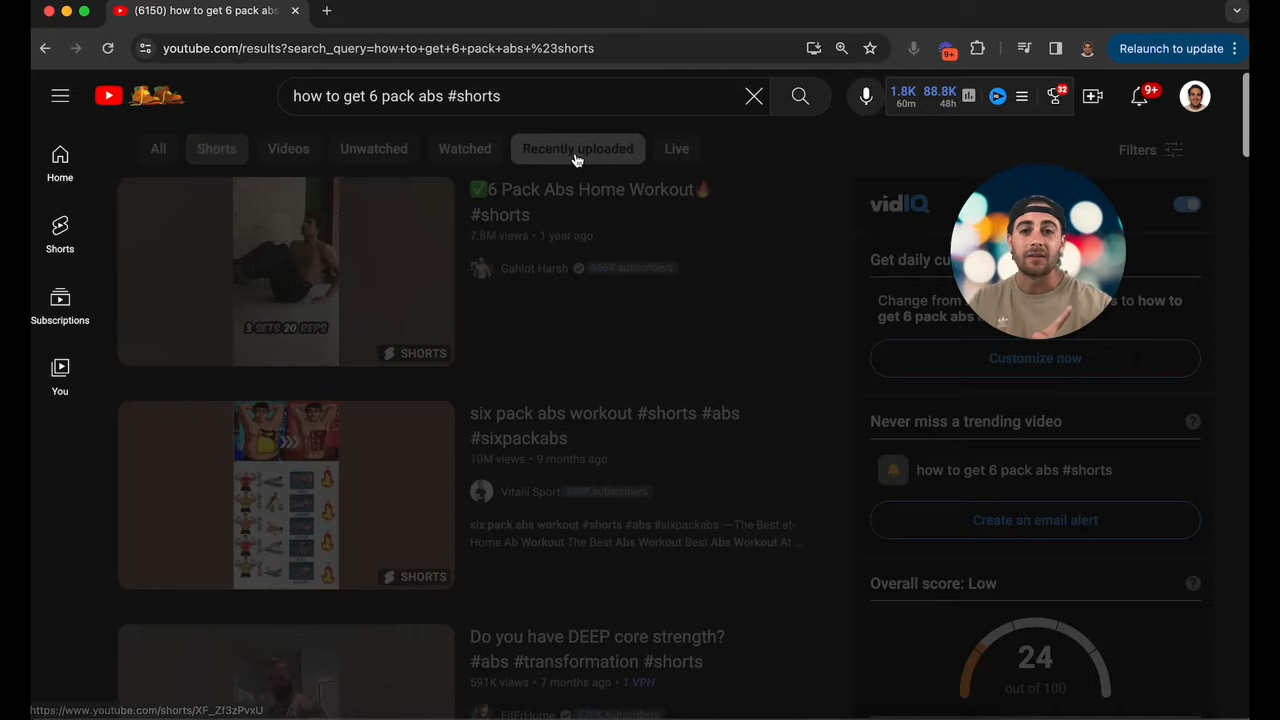 (6150) how to get 6 pack abs
youtube.com/results?search_query=how+to+get+6+pack+abs+%23shorts
9+
Relaunch to update
how to get 6 pack abs #shorts
1.8K 88.8K
60m 48h
32
9+
All Shorts Videos Unwatched Watched Recently uploaded Live
Filters
Home
Shorts
Subscriptions
You
✅6 Pack Abs Home Workout🔥
#shorts
7.8M views • 1 year ago
Gahlot Harsh
subscribers
3 SETS 20 REPS
SHORTS
six pack abs workout #shorts #abs
#sixpackabs
10M views • 9 months ago
Vitalil Sport
subscribers
six pack abs workout #shorts #abs #sixpackabs —The Best at-
Home Ab Workout The Best Abs Workout Best Abs Workout At ...
SHORTS
Do you have DEEP core strength?
#abs #transformation #shorts
591K views • 7 months ago • 1 VPH
FitFrHome
subscribers
vidIQ
Get daily
Change from to how to
get 6 pack abs
Customize now
Never miss a trending video
how to get 6 pack abs #shorts
Create an email alert
Overall score: Low
24
out of 100
https://www.youtube.com/shorts/XF_Zf3zPvxU